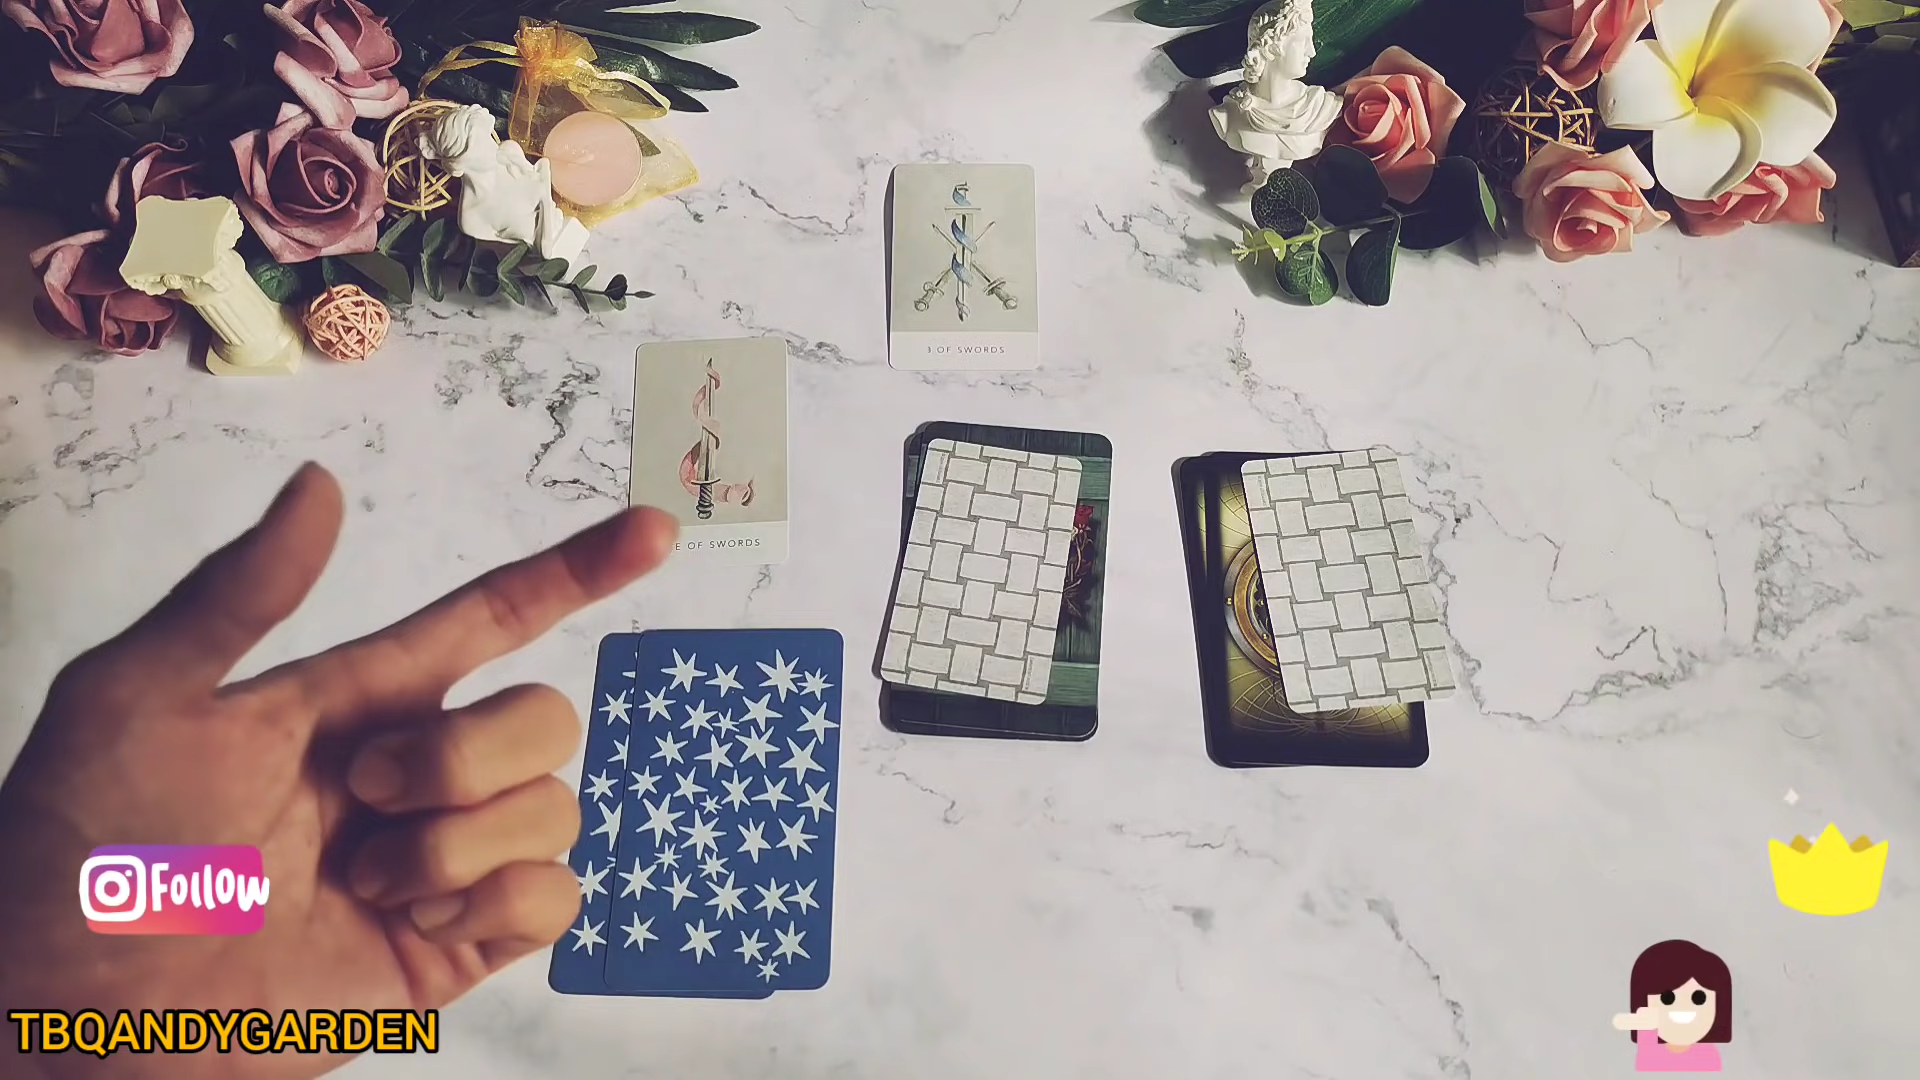 3 OF SWORDS
E OF SWORDS
Follow
TBQANDYGARDEN